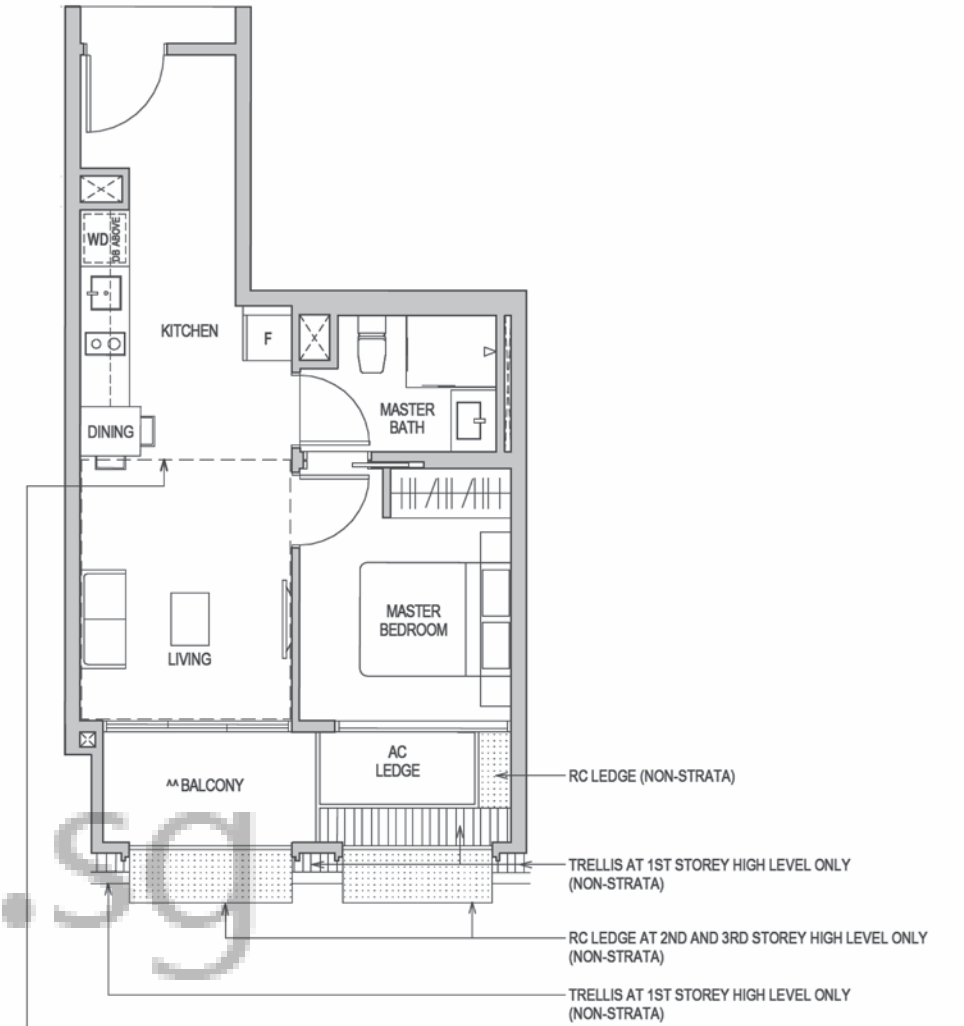 WD
DB ABOVE
KITCHEN
F
MASTER
BATH
DINING
MASTER
BEDROOM
LIVING
AC
LEDGE
^^ BALCONY
RC LEDGE (NON-STRATA)
TRELLIS AT 1ST STOREY HIGH LEVEL ONLY
(NON-STRATA)
.sg
RC LEDGE AT 2ND AND 3RD STOREY HIGH LEVEL ONLY
(NON-STRATA)
TRELLIS AT 1ST STOREY HIGH LEVEL ONLY
(NON-STRATA)